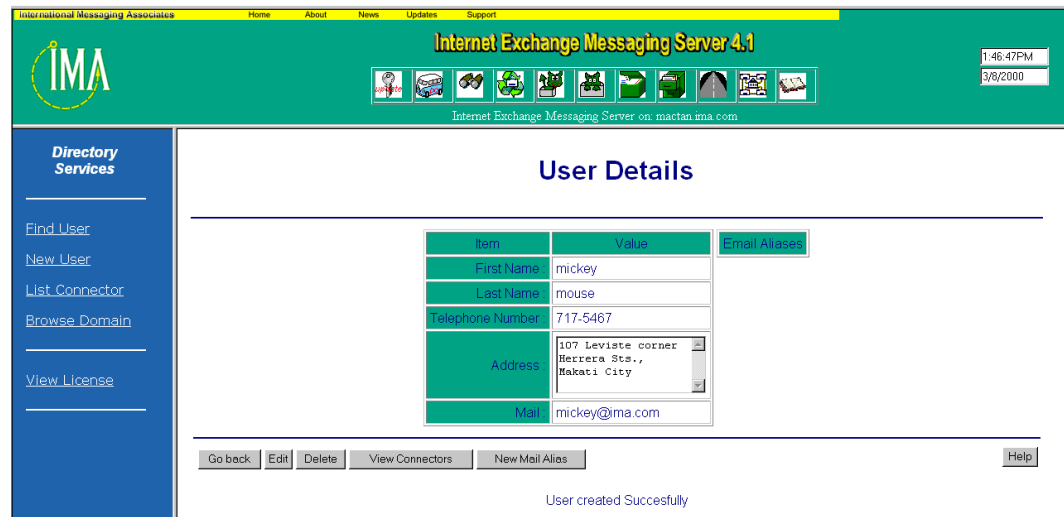 International Messaging Associates Home About News Updates Support
Internet Exchange Messaging Server 4.1
IMA
update
1:46:47PM
3/8/2000
Internet Exchange Messaging Server on: mactan.ima.com
Directory
Services
Find User
New User
List Connector
Browse Domain
View License
User Details
Item Value Email Aliases
First Name : mickey
Last Name : mouse
Telephone Number : 717-5467
Address : 107 Leviste corner
Herrera Sts.,
Makati City
Mail : mickey@ima.com
Go back Edit Delete View Connectors New Mail Alias Help
User created Succesfully